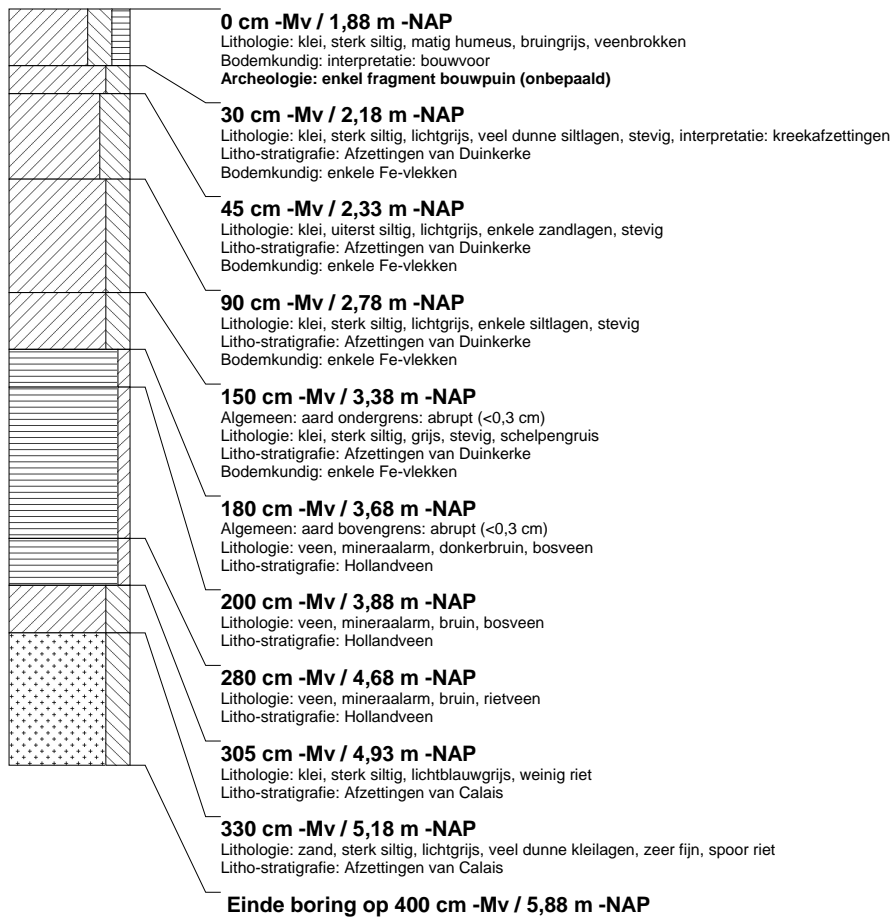 0 cm -Mv / 1,88 m -NAP
Lithologie: klei, sterk siltig, matig humeus, bruingrijs, veenbrokken
Bodemkundig: interpretatie: bouwvoor
Archeologie: enkel fragment bouwpuin (onbepaald)
30 cm -Mv / 2,18 m -NAP
Lithologie: klei, sterk siltig, lichtgrijs, veel dunne siltlagen, stevig, interpretatie: kreekafzettingen
Litho-stratigrafie: Afzettingen van Duinkerke
Bodemkundig: enkele Fe-vlekken
45 cm -Mv / 2,33 m -NAP
Lithologie: klei, uiterst siltig, lichtgrijs, enkele zandlagen, stevig
Litho-stratigrafie: Afzettingen van Duinkerke
Bodemkundig: enkele Fe-vlekken
90 cm -Mv / 2,78 m -NAP
Lithologie: klei, sterk siltig, lichtgrijs, enkele siltlagen, stevig
Litho-stratigrafie: Afzettingen van Duinkerke
Bodemkundig: enkele Fe-vlekken
150 cm -Mv / 3,38 m -NAP
Algemeen: aard ondergrens: abrupt (<0,3 cm)
Lithologie: klei, sterk siltig, grijs, stevig, schelpengruis
Litho-stratigrafie: Afzettingen van Duinkerke
Bodemkundig: enkele Fe-vlekken
180 cm -Mv / 3,68 m -NAP
Algemeen: aard bovengrens: abrupt (<0,3 cm)
Lithologie: veen, mineraalarm, donkerbruin, bosveen
Litho-stratigrafie: Hollandveen
200 cm -Mv / 3,88 m -NAP
Lithologie: veen, mineraalarm, bruin, bosveen
Litho-stratigrafie: Hollandveen
280 cm -Mv / 4,68 m -NAP
Lithologie: veen, mineraalarm, bruin, rietveen
Litho-stratigrafie: Hollandveen
305 cm -Mv / 4,93 m -NAP
Lithologie: klei, sterk siltig, lichtblauwgrijs, weinig riet
Litho-stratigrafie: Afzettingen van Calais
330 cm -Mv / 5,18 m -NAP
Lithologie: zand, sterk siltig, lichtgrijs, veel dunne kleilagen, zeer fijn, spoor riet
Litho-stratigrafie: Afzettingen van Calais
Einde boring op 400 cm -Mv / 5,88 m -NAP